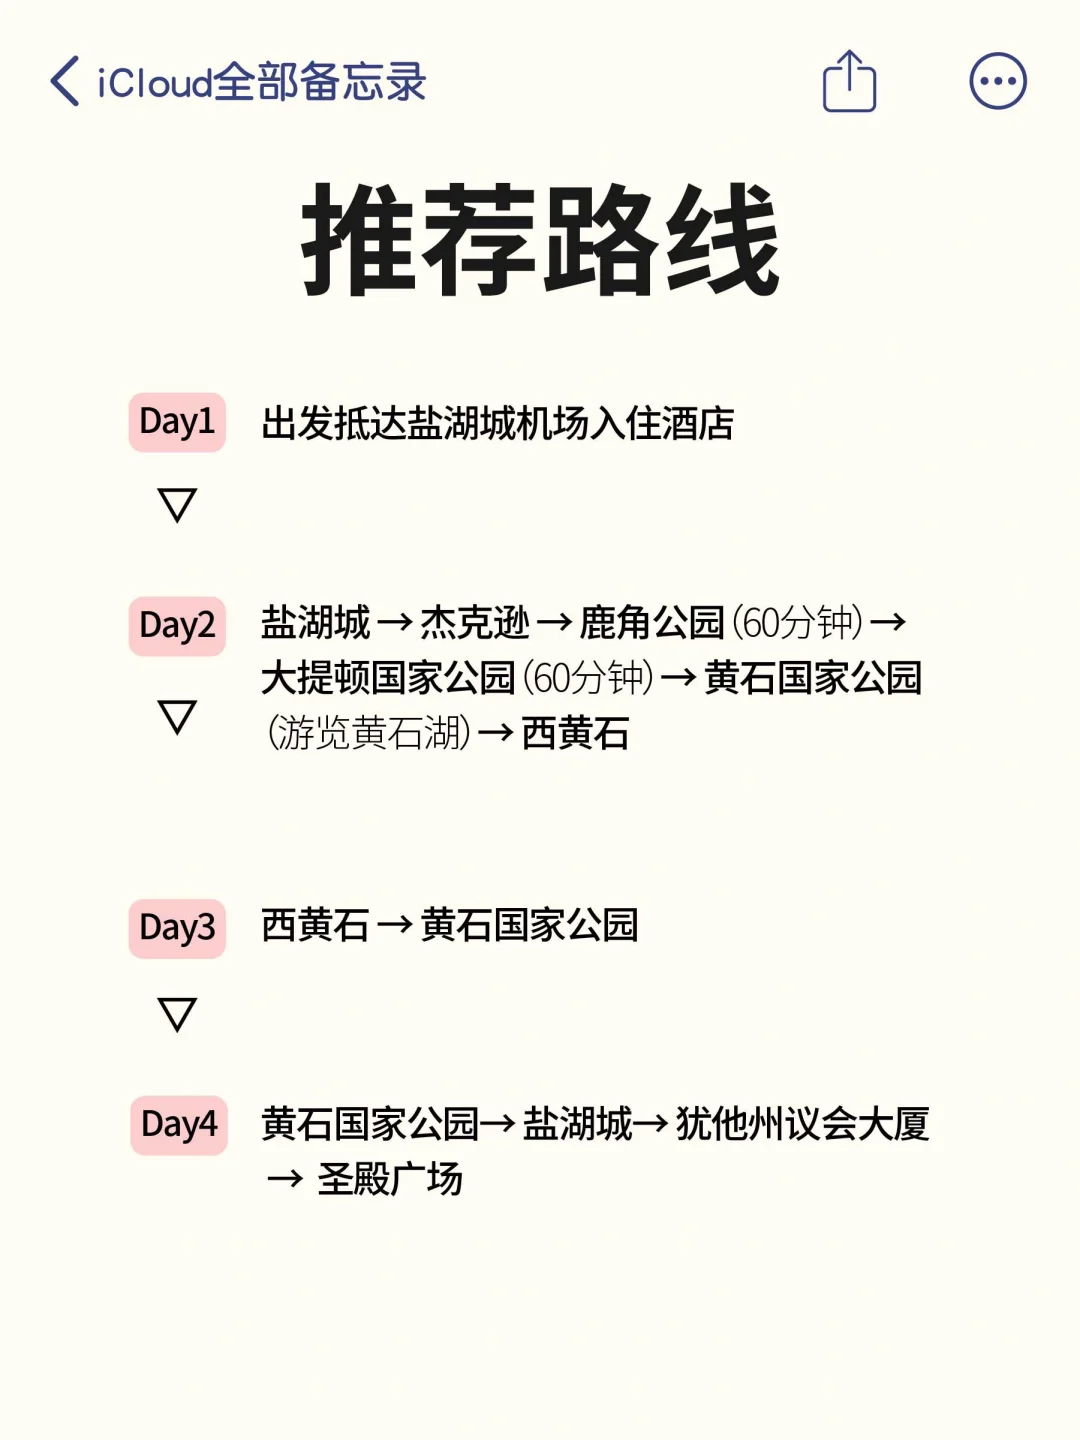 iCloud全部备忘录
推荐路线
Day1 出发抵达盐湖城机场入住酒店
Day2 盐湖城→杰克逊→鹿角公园(60分钟)→
大提顿国家公园(60分钟)→黄石国家公园
(游览黄石湖)→西黄石
Day3 西黄石→黄石国家公园
Day4 黄石国家公园→盐湖城→犹他州议会大厦
→ 圣殿广场